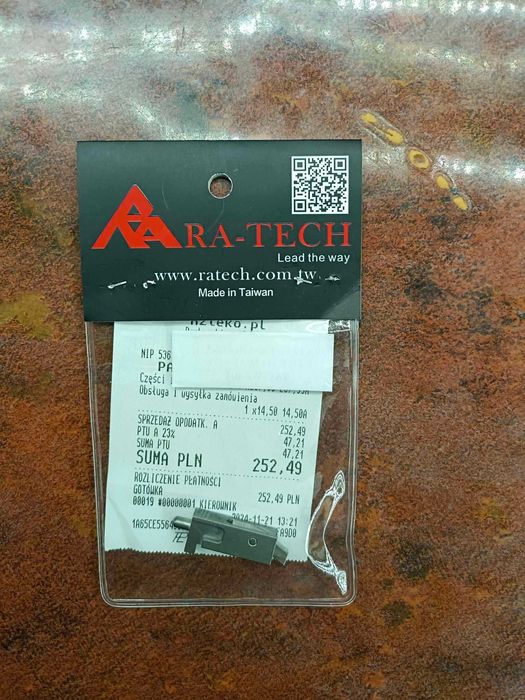 RA-TECH
Lead the way
www.ratech.com.tw
Made in Taiwan
NIP 536
PA
Części
Obsługa i wysyłka zamówienia
1 x14,50 14,50A
SPRZEDAŻ OPODATK. A 252,49
PTU A 23% 47,21
SUMA PTU 47,21
SUMA PLN 252,49
ROZLICZENIE PŁATNOŚCI
GOTÓWKA 252,49 PLN
00019 #00000001 KIEROWNIK
2024-11-21 13:21